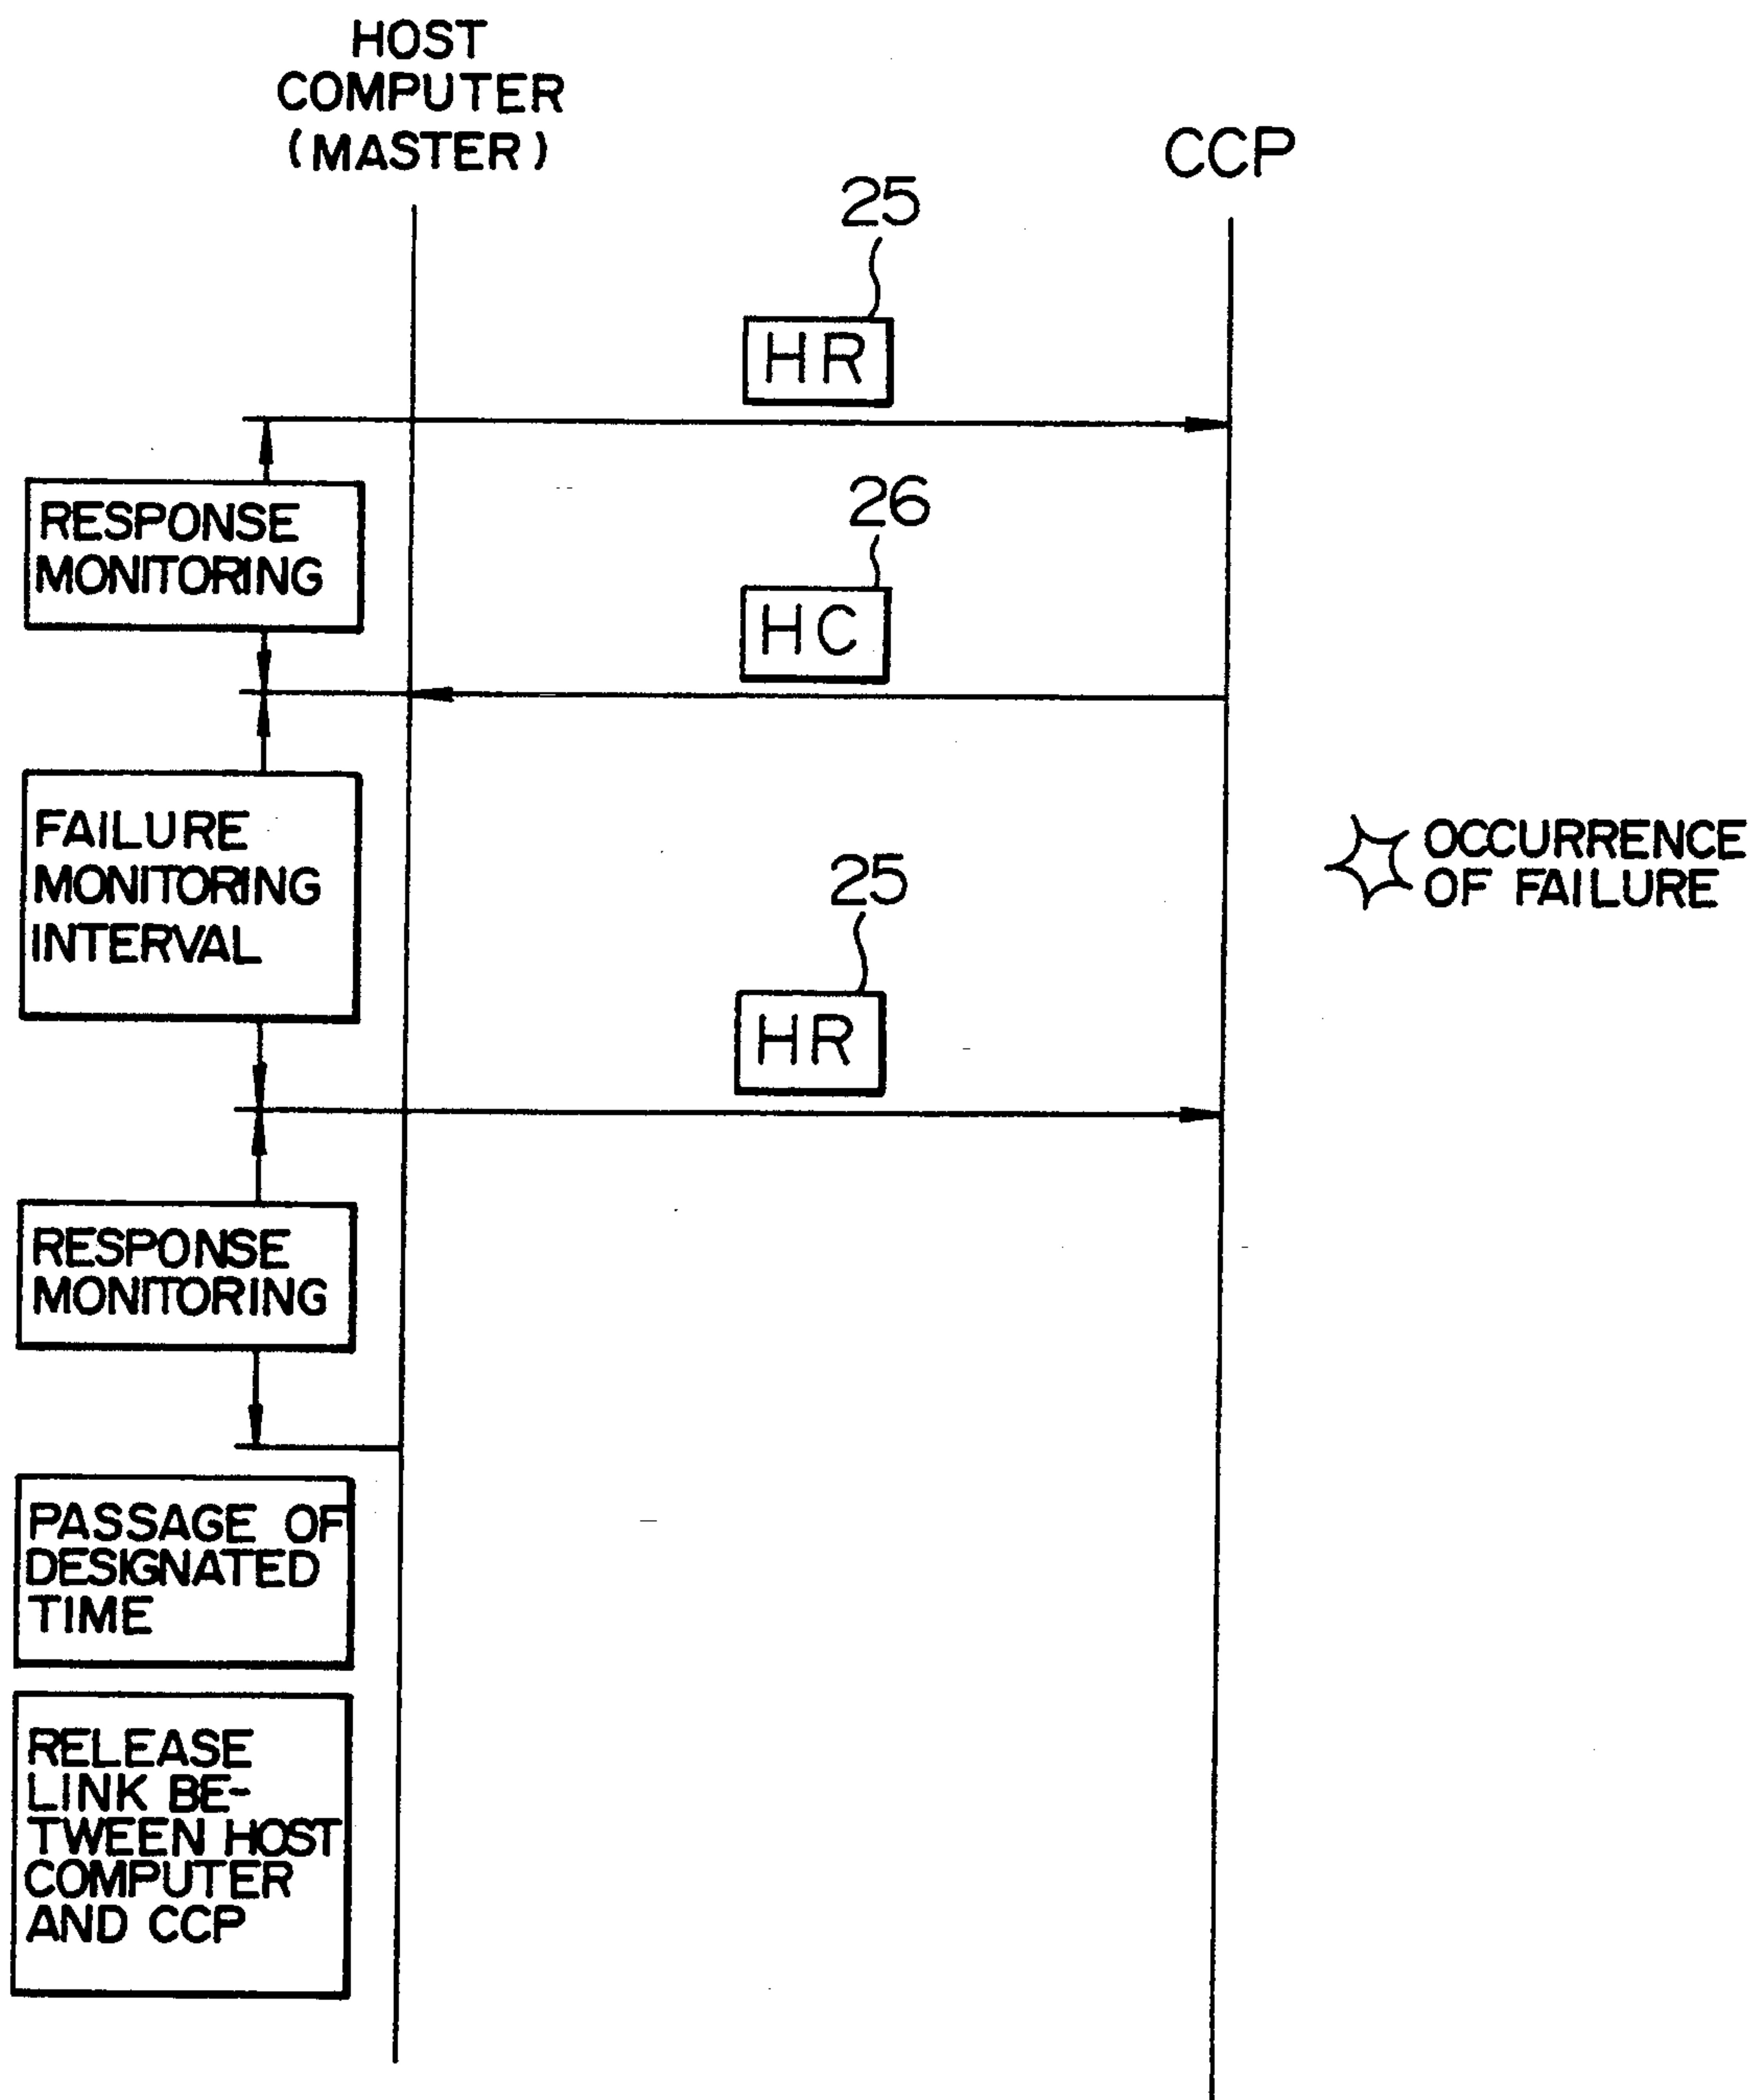 HOST
COMPUTER
(MASTER)
CCP
25
HR
RESPONSE
MONITORING
26
HC
FAILURE
MONITORING
INTERVAL
OCCURRENCE
OF FAILURE
25
HR
RESPONSE
MONITORING
PASSAGE OF
DESIGNATED
TIME
RELEASE
LINK BE-
TWEEN HOST
COMPUTER
AND CCP